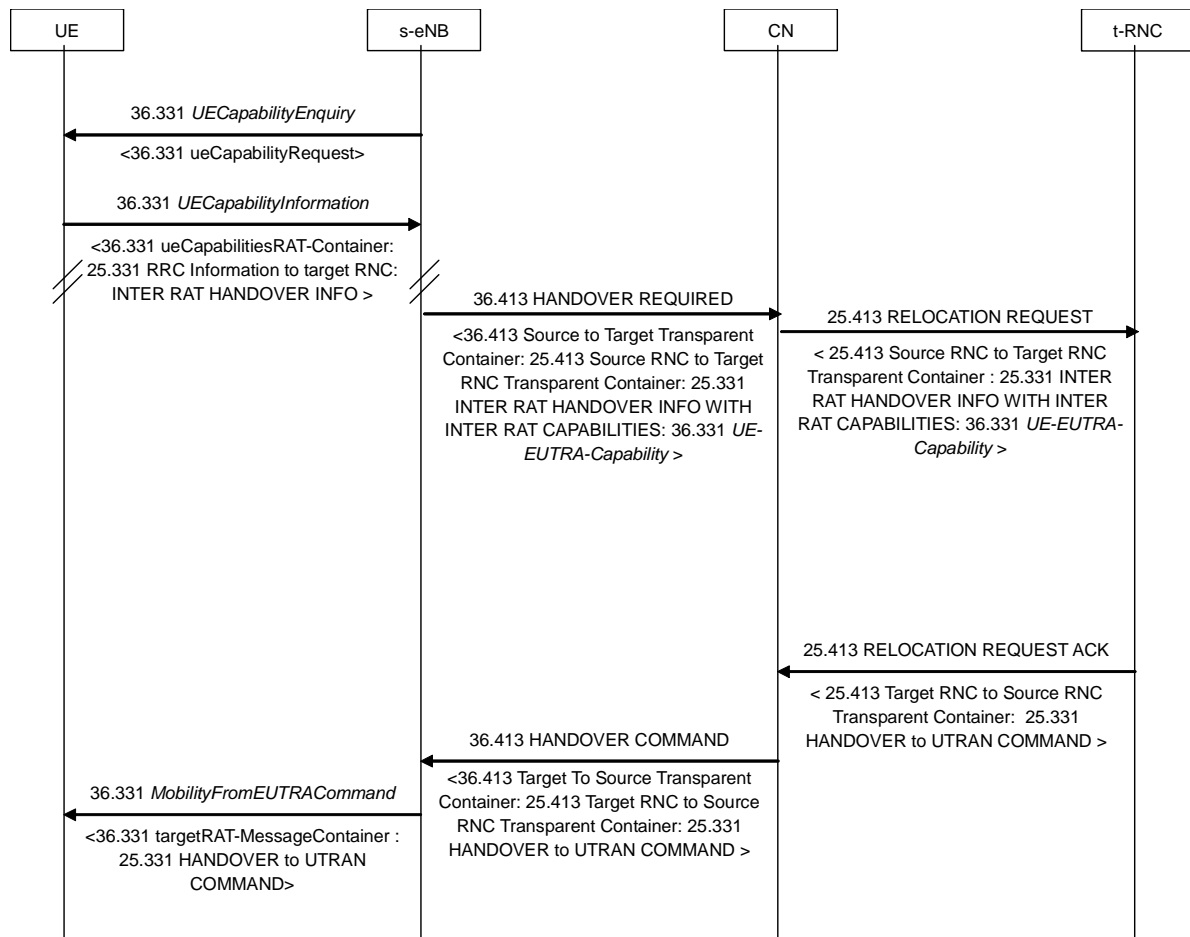 UE
s-eNB
CN
t-RNC
36.331 UECapabilityEnquiry
<36.331 ueCapabilityRequest>
36.331 UECapabilityInformation
<36.331 ueCapabilitiesRAT-Container:
25.331 RRC Information to target RNC:
INTER RAT HANDOVER INFO >
36.413 HANDOVER REQUIRED
<36.413 Source to Target Transparent
Container: 25.413 Source RNC to Target
RNC Transparent Container: 25.331
INTER RAT HANDOVER INFO WITH
INTER RAT CAPABILITIES: 36.331 UE-
EUTRA-Capability >
25.413 RELOCATION REQUEST
< 25.413 Source RNC to Target RNC
Transparent Container : 25.331 INTER
RAT HANDOVER INFO WITH INTER
RAT CAPABILITIES: 36.331 UE-EUTRA-
Capability >
25.413 RELOCATION REQUEST ACK
< 25.413 Target RNC to Source RNC
Transparent Container: 25.331
HANDOVER to UTRAN COMMAND >
36.413 HANDOVER COMMAND
<36.413 Target To Source Transparent
Container: 25.413 Target RNC to Source
RNC Transparent Container: 25.331
HANDOVER to UTRAN COMMAND >
36.331 MobilityFromEUTRACommand
<36.331 targetRAT-MessageContainer :
25.331 HANDOVER to UTRAN
COMMAND>